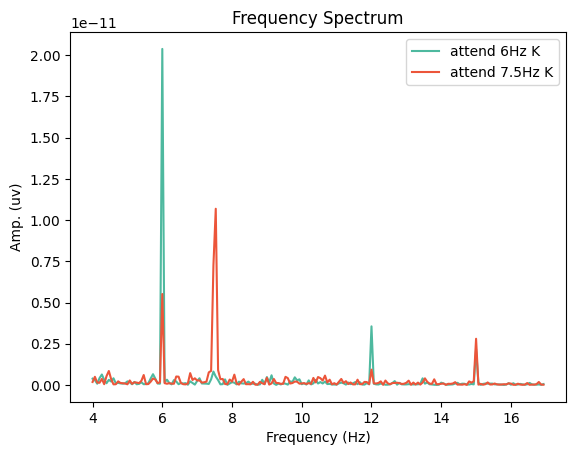 Frequency Spectrum
1e−11
attend 6Hz K
attend 7.5Hz K
2.00
1.75
1.50
1.25
1.00
0.75
0.50
0.25
0.00
Amp. (uv)
4 6 8 10 12 14 16
Frequency (Hz)